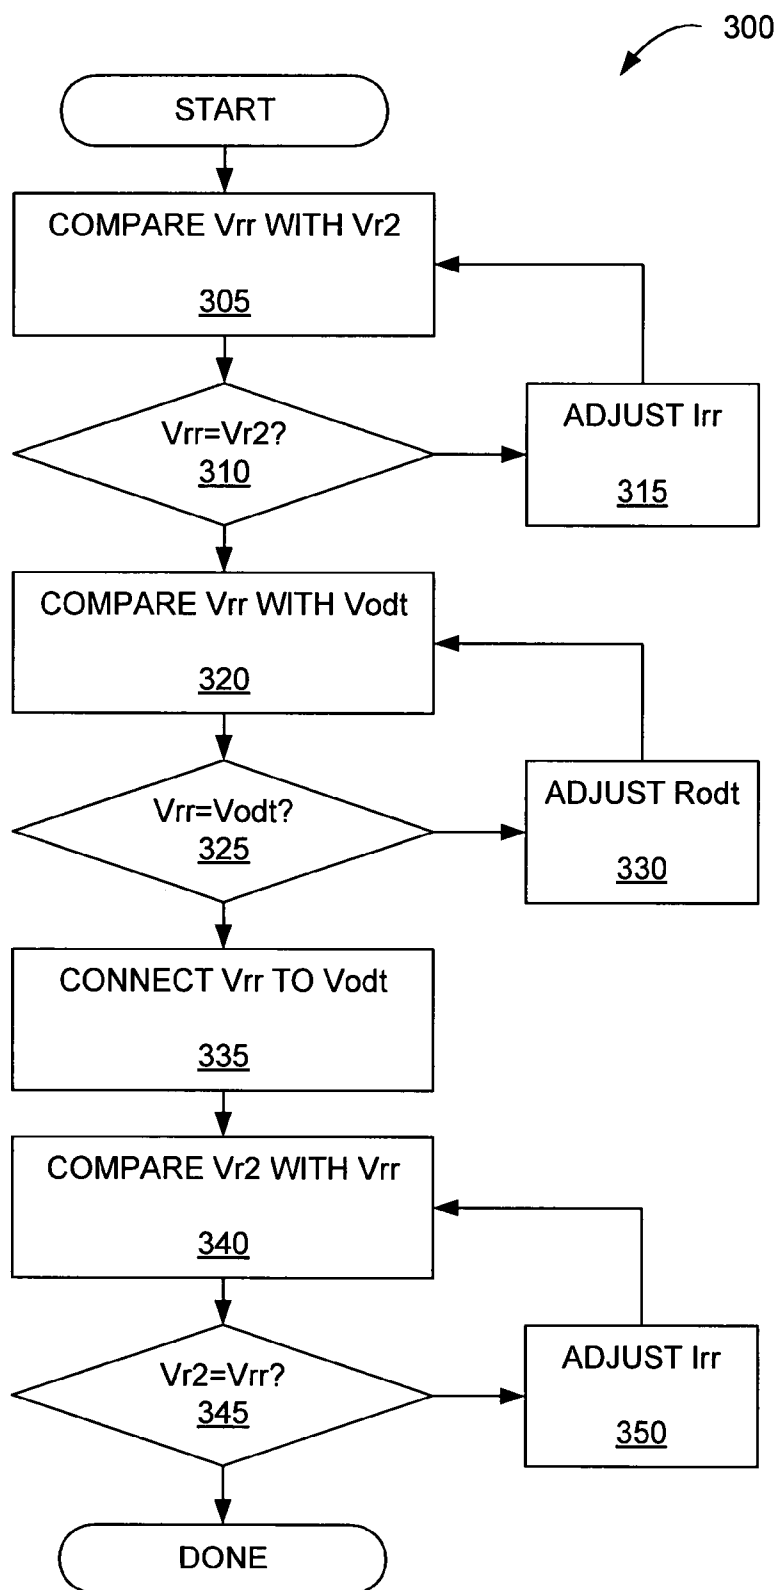 300
START
COMPARE Vrr WITH Vr2
305
Vrr=Vr2?
310
ADJUST Irr
315
COMPARE Vrr WITH Vodt
320
Vrr=Vodt?
325
ADJUST Rodt
330
CONNECT Vrr TO Vodt
335
COMPARE Vr2 WITH Vrr
340
Vr2=Vrr?
345
ADJUST Irr
350
DONE